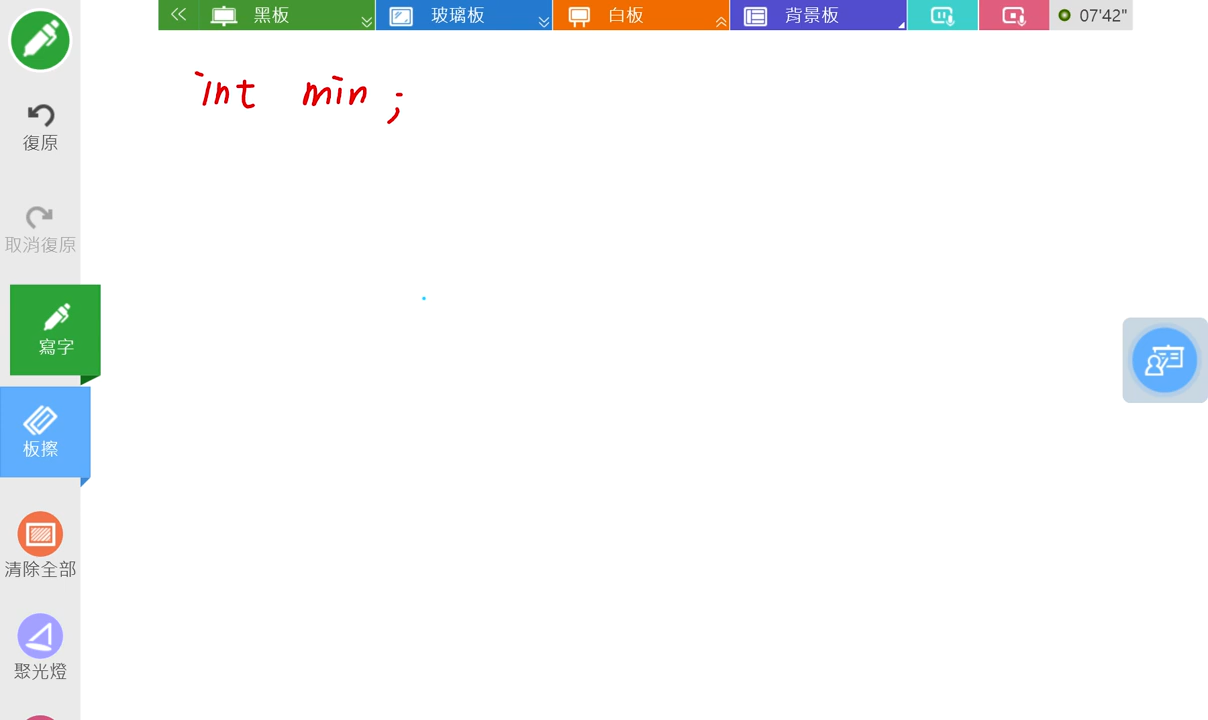 黑板 玻璃板 白板 背景板 07'42"
int min ;
復原
取消復原
寫字
板擦
清除全部
聚光燈